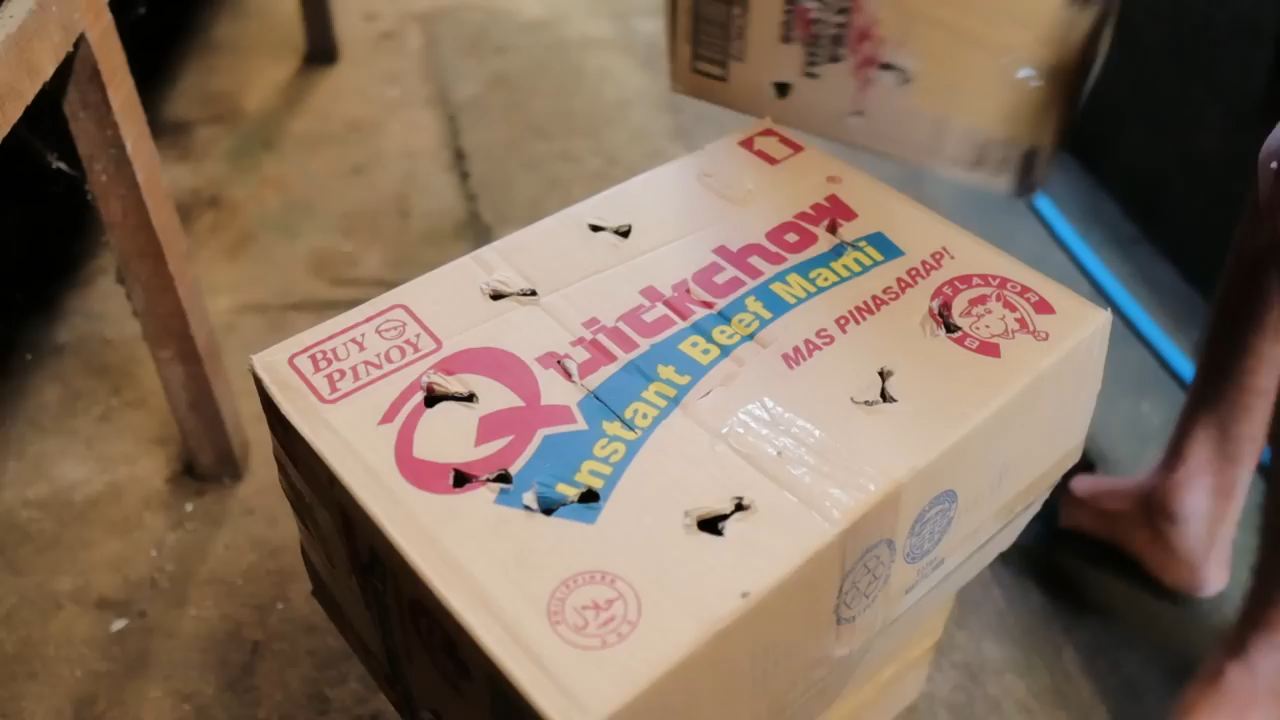 BUY
PINOY
Quickchow
®
Instant Beef Mami
MAS PINASARAP!
FLAVOR